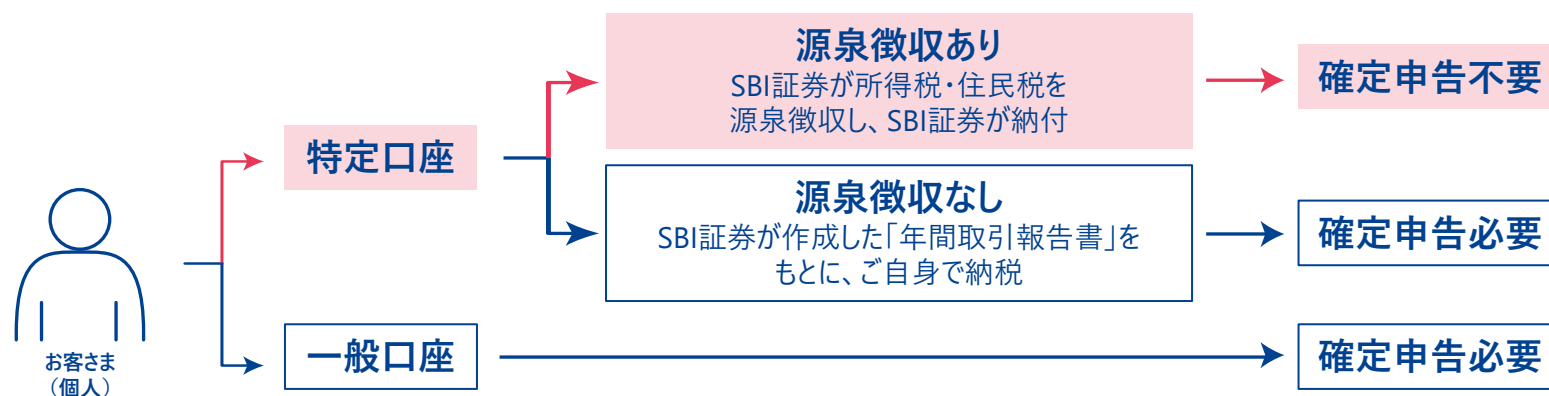 お客さま
（個人）
特定口座
源泉徴収あり
SBI証券が所得税・住民税を
源泉徴収し、SBI証券が納付
確定申告不要
源泉徴収なし
SBI証券が作成した「年間取引報告書」を
もとに、ご自身で納税
確定申告必要
一般口座
確定申告必要